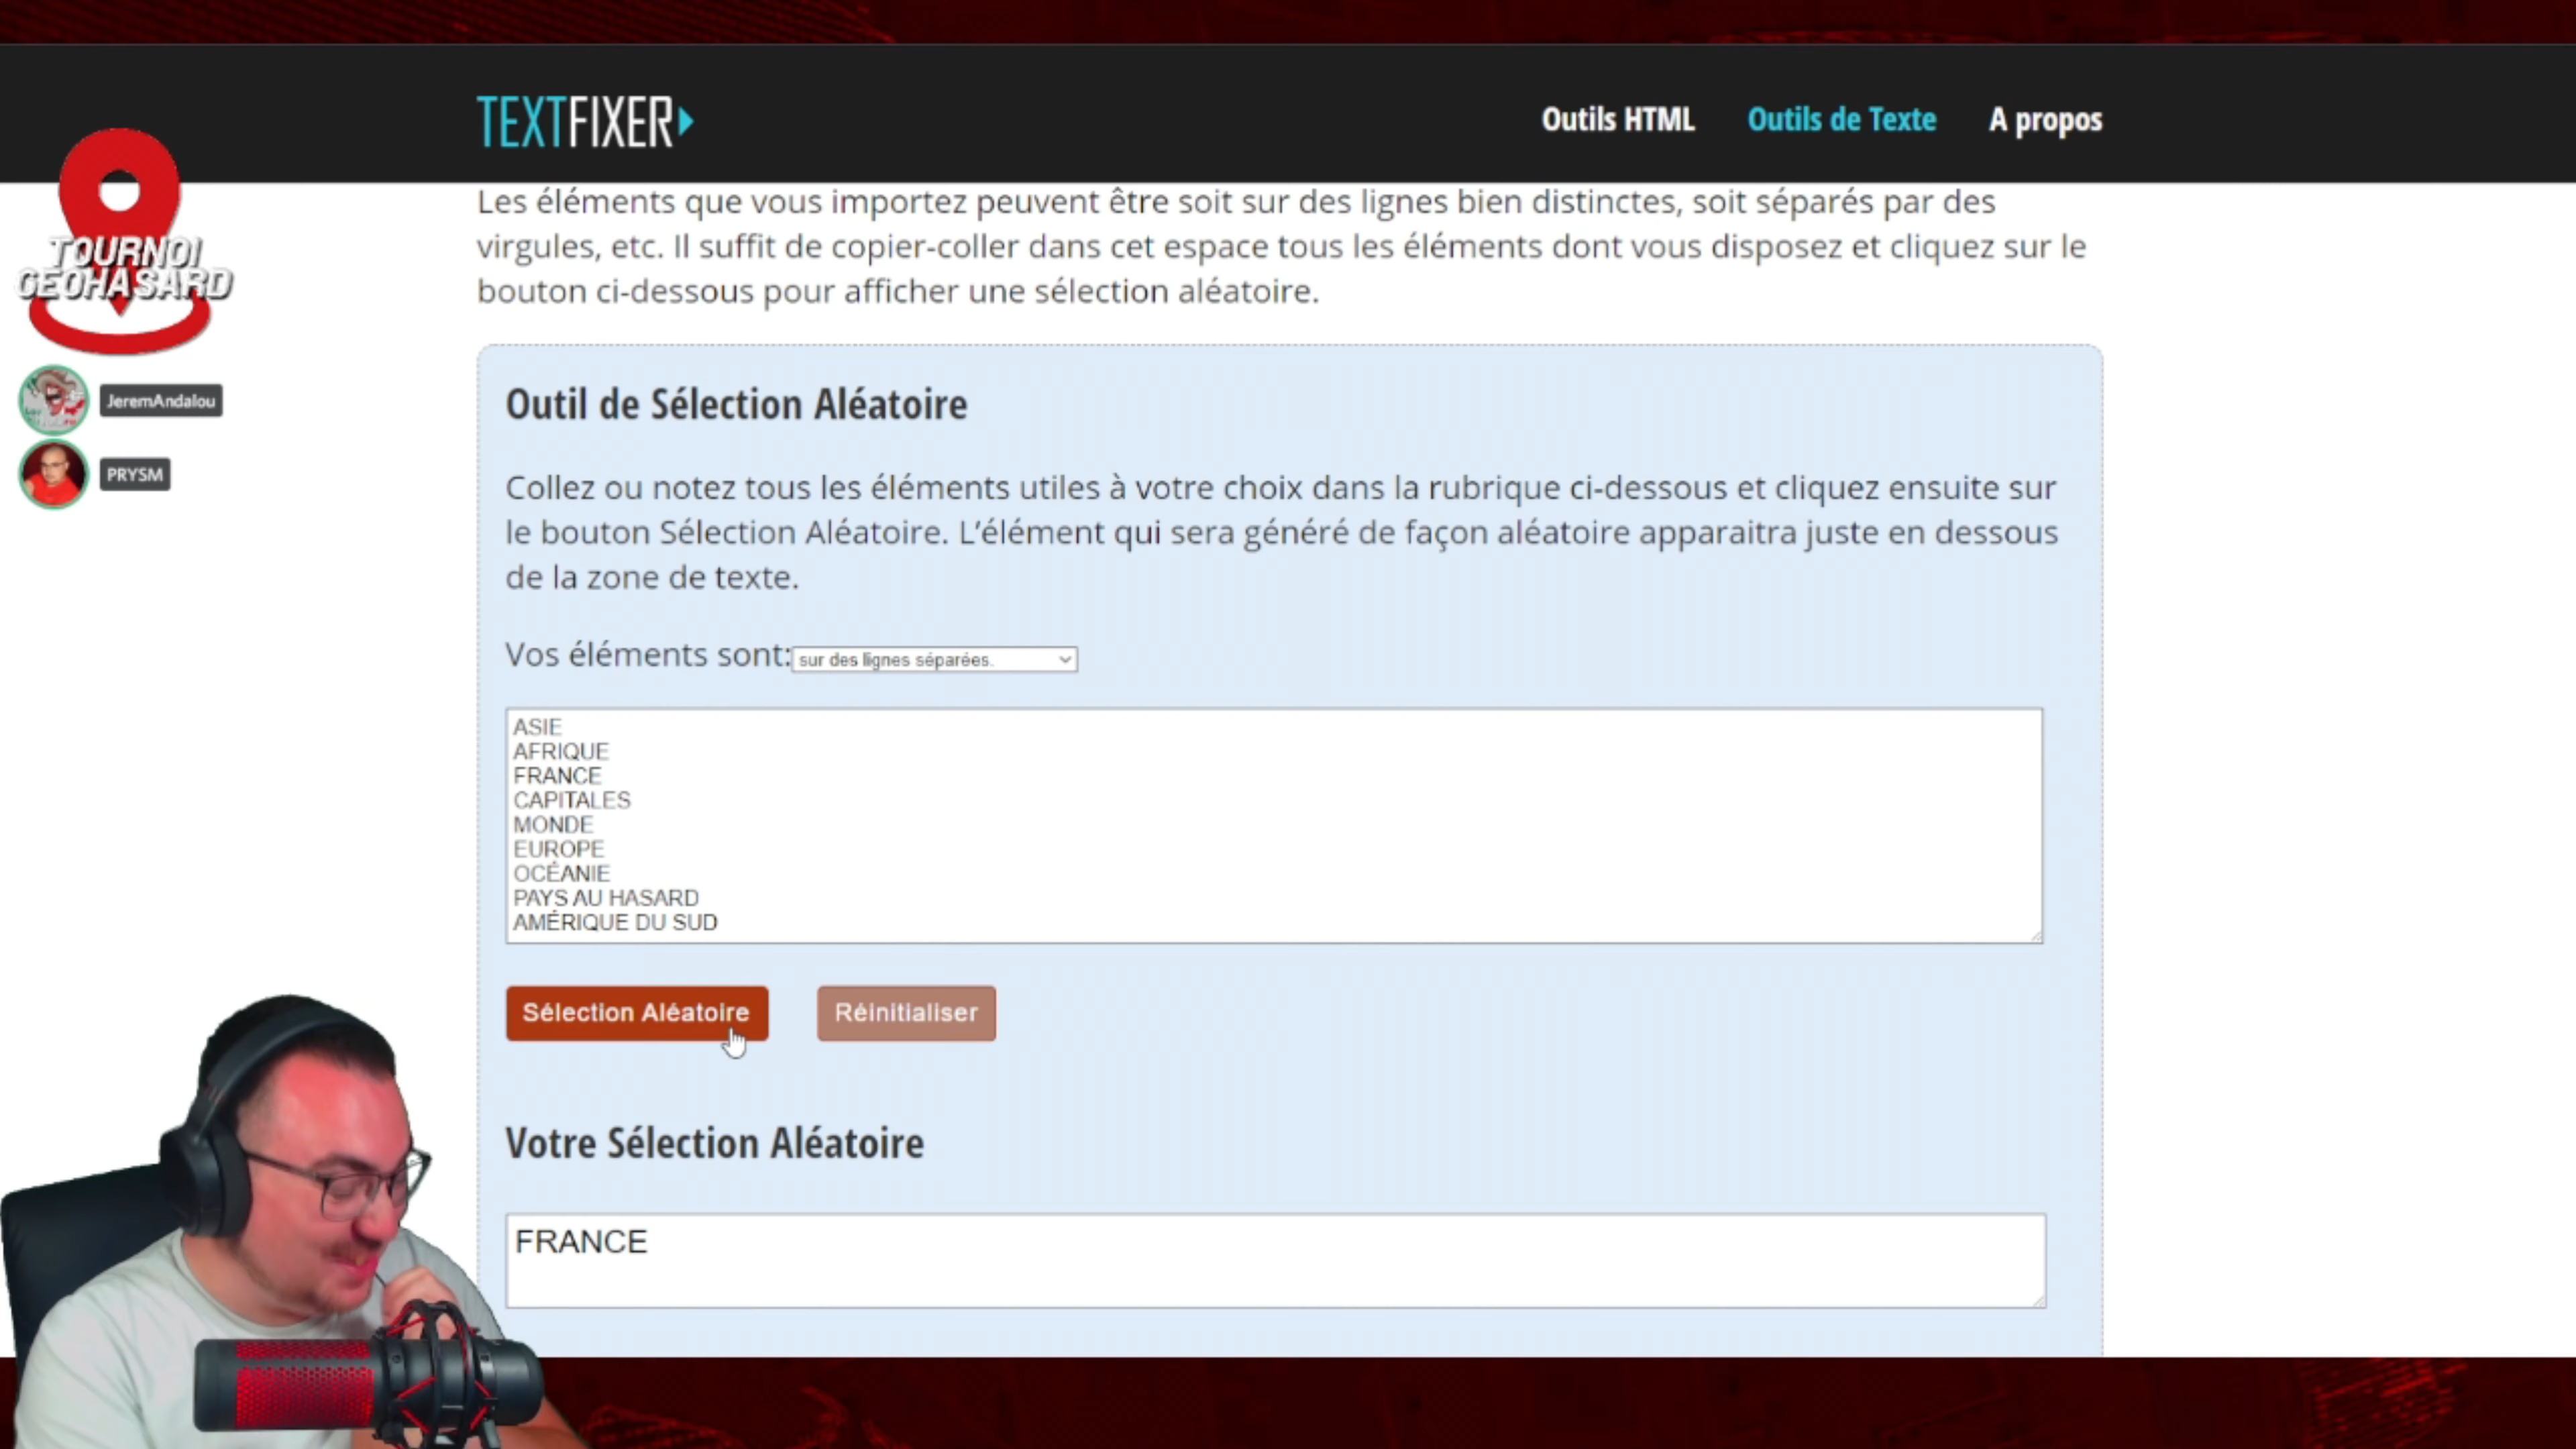 TEXTFIXER
Outils HTML
Outils de Texte
A propos
TOURNOI
GEOHASARD
JeremAndalou
PRYSM
Les éléments que vous importez peuvent être soit sur des lignes bien distinctes, soit séparés par des
virgules, etc. Il suffit de copier-coller dans cet espace tous les éléments dont vous disposez et cliquez sur le
bouton ci-dessous pour afficher une sélection aléatoire.
Outil de Sélection Aléatoire
Collez ou notez tous les éléments utiles à votre choix dans la rubrique ci-dessous et cliquez ensuite sur
le bouton Sélection Aléatoire. L’élément qui sera généré de façon aléatoire apparaitra juste en dessous
de la zone de texte.
Vos éléments sont: sur des lignes séparées.
ASIE
AFRIQUE
FRANCE
CAPITALES
MONDE
EUROPE
OCÉANIE
PAYS AU HASARD
AMÉRIQUE DU SUD
Sélection Aléatoire
Réinitialiser
Votre Sélection Aléatoire
FRANCE